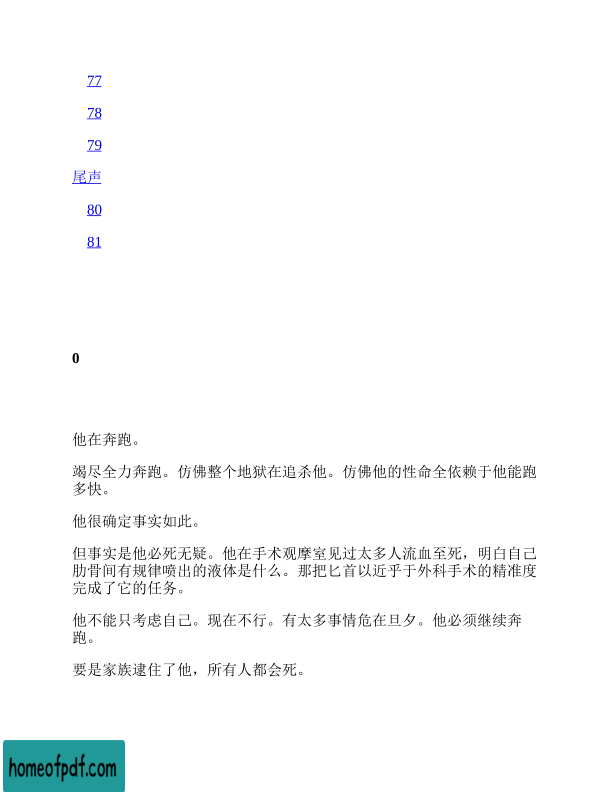 77
78
79
尾声
80
81
0
他在奔跑。
竭尽全力奔跑。仿佛整个地狱在追杀他。仿佛他的性命全依赖于他能跑
多快。
他很确定事实如此。
但事实是他必死无疑。他在手术观摩室见过太多人流血至死，明白自己
肋骨间有规律喷出的液体是什么。那把匕首以近乎于外科手术的精准度
完成了它的任务。
他不能只考虑自己。现在不行。有太多事情危在旦夕。他必须继续奔
跑。
要是家族逮住了他，所有人都会死。
homeofpdf.com